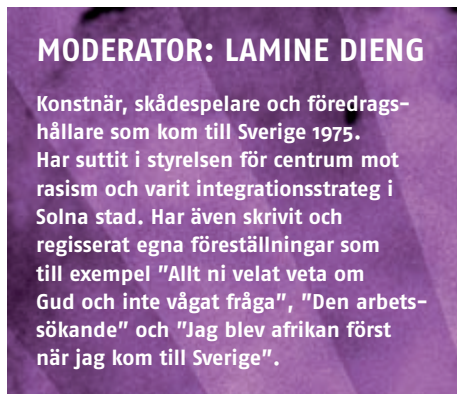 MODERATOR: LAMINE DIENG
Konstnär, skådespelare och föredrags-
hållare som kom till Sverige 1975.
Har suttit i styrelsen för centrum mot
rasism och varit integrationsstrateg i
Solna stad. Har även skrivit och
regisserat egna föreställningar som
till exempel ”Allt ni velat veta om
Gud och inte vågat fråga”, ”Den arbets-
sökande” och ”Jag blev afrikan först
när jag kom till Sverige”.